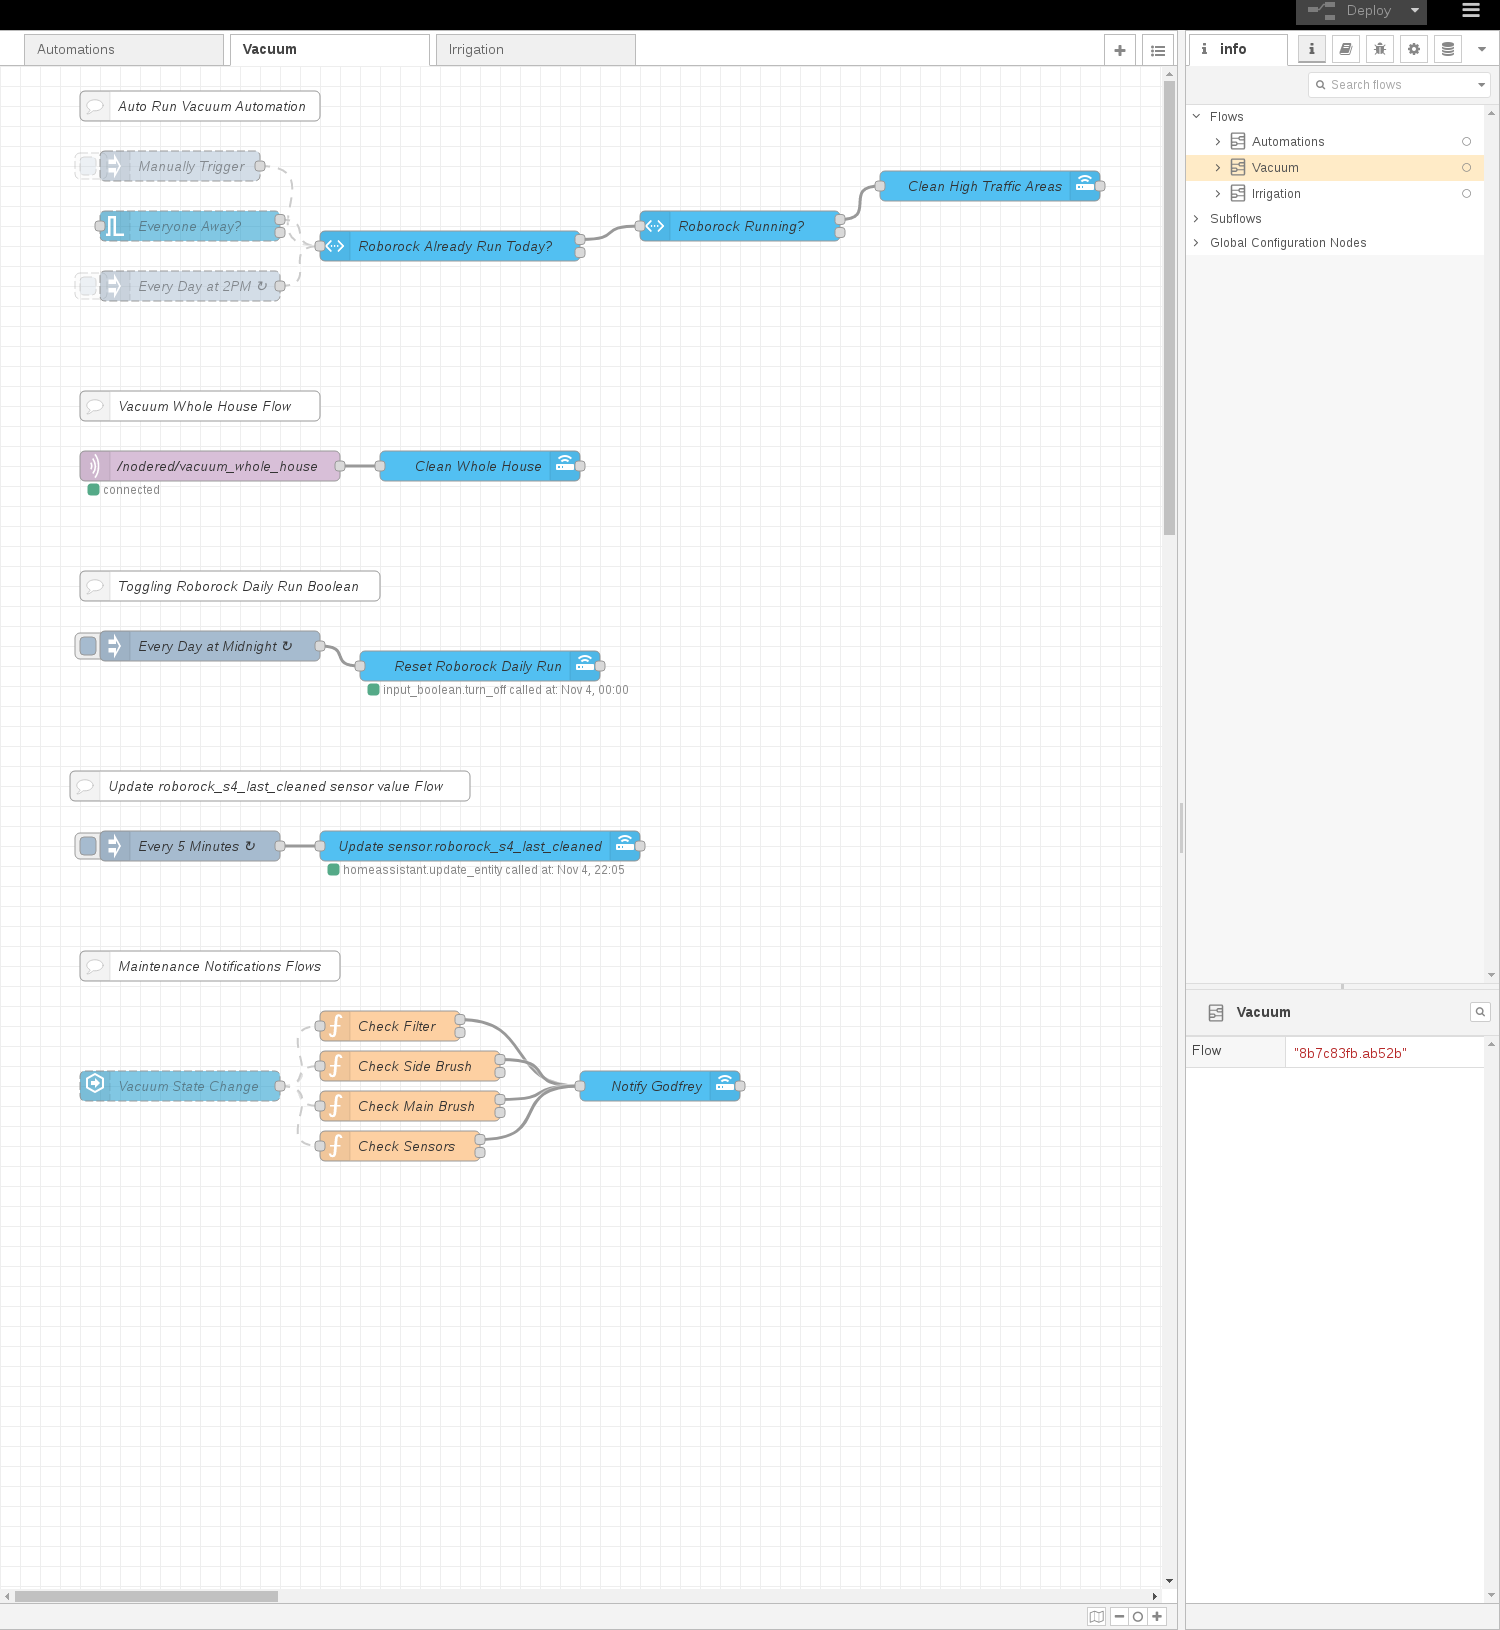 Deploy
Automations
Vacuum
Irrigation
info
Search flows
Flows
Automations
Vacuum
Irrigation
Subflows
Global Configuration Nodes
Auto Run Vacuum Automation
Manually Trigger
Everyone Away?
Every Day at 2PM ↻
Roborock Already Run Today?
Roborock Running?
Clean High Traffic Areas
Vacuum Whole House Flow
/nodered/vacuum_whole_house
connected
Clean Whole House
Toggling Roborock Daily Run Boolean
Every Day at Midnight ↻
Reset Roborock Daily Run
input_boolean.turn_off called at: Nov 4, 00:00
Update roborock_s4_last_cleaned sensor value Flow
Every 5 Minutes ↻
Update sensor.roborock_s4_last_cleaned
homeassistant.update_entity called at: Nov 4, 22:05
Maintenance Notifications Flows
Vacuum State Change
Check Filter
Check Side Brush
Check Main Brush
Check Sensors
Notify Godfrey
Vacuum
Flow
"8b7c83fb.ab52b"